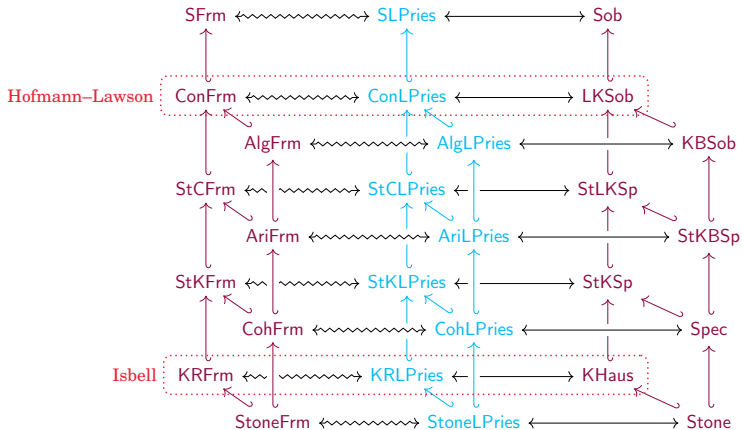 SFrm SLPries Sob
Hofmann–Lawson ConFrm ConLPries LKSob
AlgFrm AlgLPries KBSob
StCFrm StCLPries StLKSp
AriFrm AriLPries StKBSp
StKFrm StKLPries StKSp
CohFrm CohLPries Spec
Isbell KRFrm KRLPries KHaus
StoneFrm StoneLPries Stone